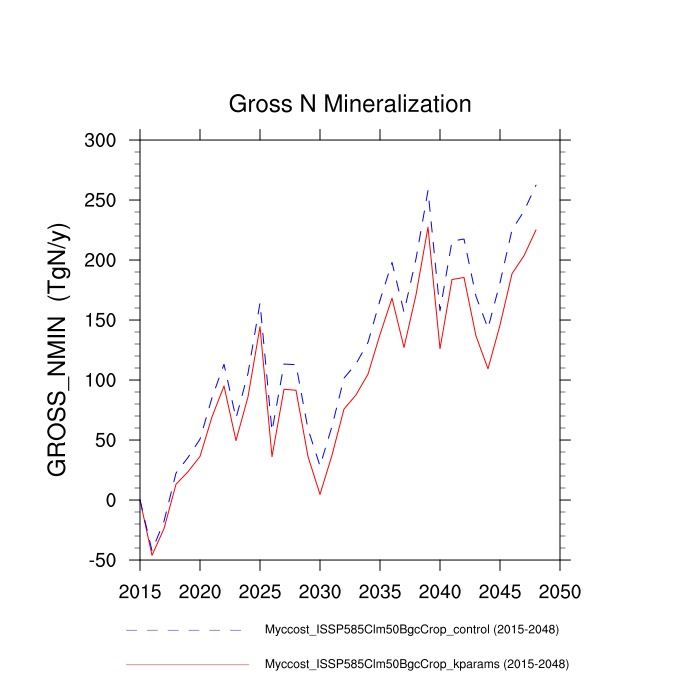 Gross N Mineralization
GROSS_NMIN (TgN/y)
300
250
200
150
100
50
0
-50
2015 2020 2025 2030 2035 2040 2045 2050
Myccost_ISSP585Clm50BgcCrop_control (2015-2048)
Myccost_ISSP585Clm50BgcCrop_kparams (2015-2048)